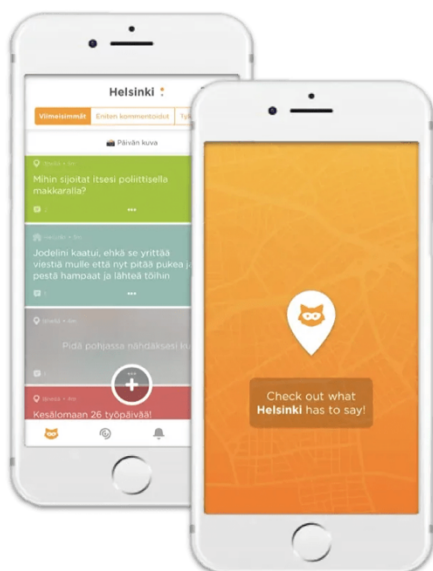 Helsinki
Viimeisimmät
Eniten kommentoidut
Päivän kuva
Mihin sijoitat itsesi poliittisella
makkaralla?
Jodelini kaatui, ehkä se yrittää
viestiä mulle että nyt pitää pukea ja
pestä hampaat ja lähteä töihin
Pidä pohjassa nähdäksesi
Kesälomaan 26 työpäivää!
Check out what
Helsinki has to say!